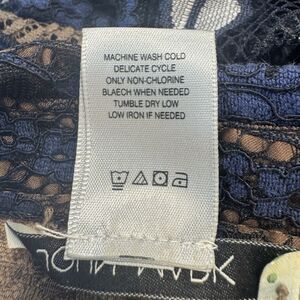 MACHINE WASH COLD
DELICATE CYCLE
ONLY NON-CHLORINE
BLAECH WHEN NEEDED
TUMBLE DRY LOW
LOW IRON IF NEEDED